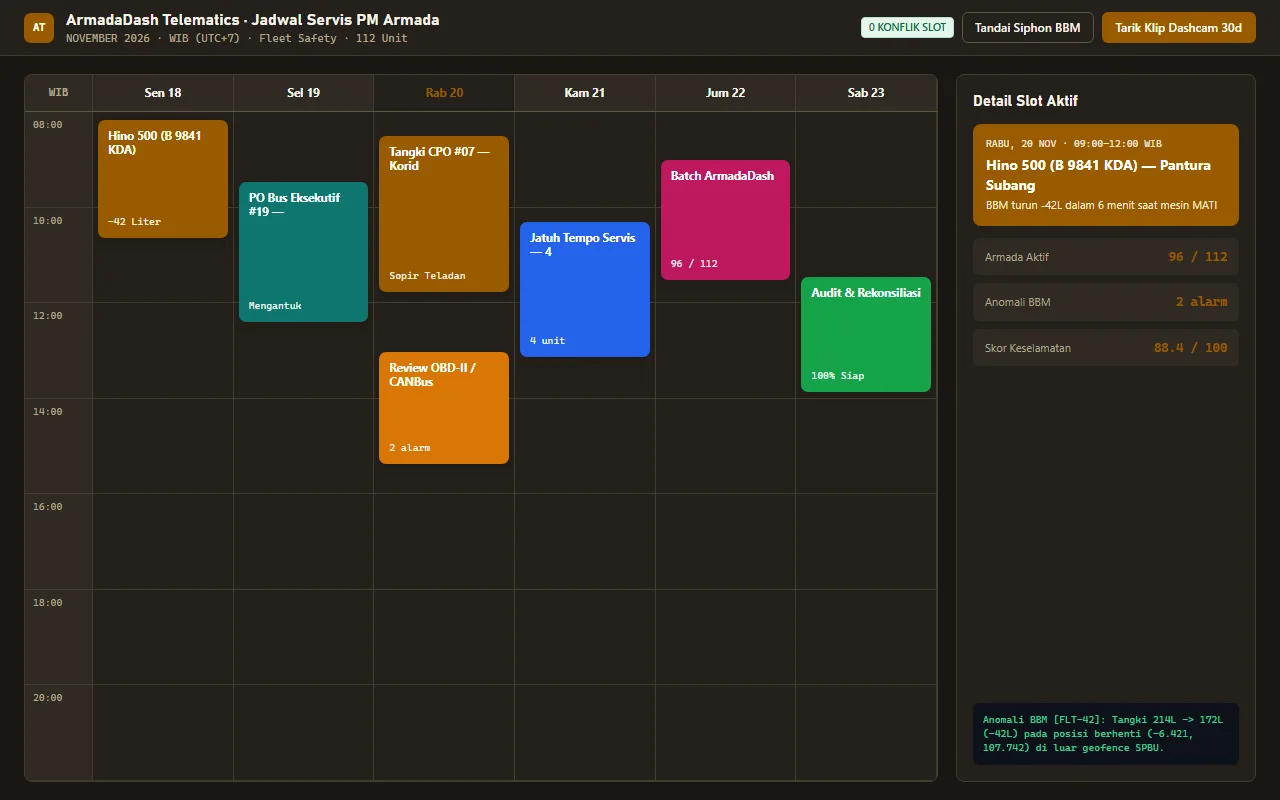 AT
ArmadaDash Telematics · Jadwal Servis PM Armada
NOVEMBER 2026 · WIB (UTC+7) · Fleet Safety · 112 Unit
0 KONFLIK SLOT
Tandai Siphon BBM
Tarik Klip Dashcam 30d
WIB
Sen 18
Sel 19
Rab 20
Kam 21
Jum 22
Sab 23
08:00
10:00
12:00
14:00
16:00
18:00
20:00
Hino 500 (B 9841
KDA)
-42 Liter
PO Bus Eksekutif
#19 —
Mengantuk
Tangki CPO #07 —
Korid
Sopir Teladan
Review OBD-II /
CANBus
2 alarm
Jatuh Tempo Servis
— 4
4 unit
Batch ArmadaDash
96 / 112
Audit & Rekonsiliasi
100% Siap
Detail Slot Aktif
RABU, 20 NOV · 09:00–12:00 WIB
Hino 500 (B 9841 KDA) — Pantura
Subang
BBM turun -42L dalam 6 menit saat mesin MATI
Armada Aktif
96 / 112
Anomali BBM
2 alarm
Skor Keselamatan
88.4 / 100
Anomali BBM [FLT-42]: Tangki 214L -> 172L
(-42L) pada posisi berhenti (-6.421,
107.742) di luar geofence SPBU.